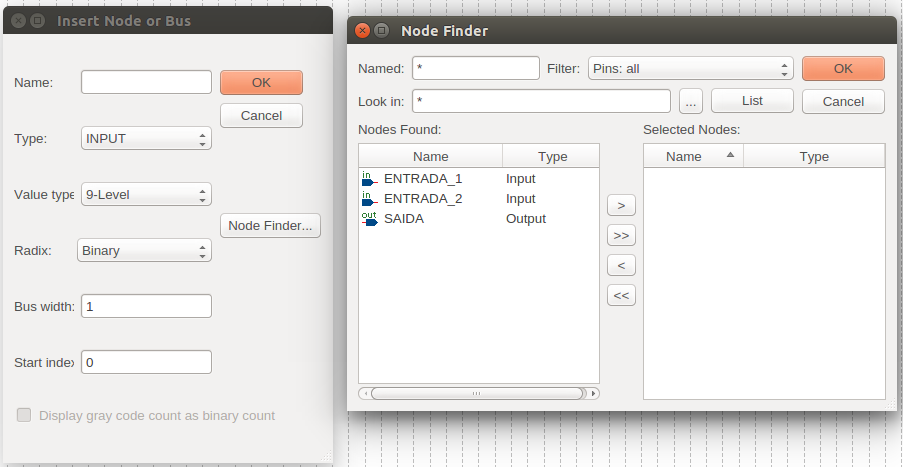 Insert Node or Bus
Name:
OK
Cancel
Type: INPUT
Value type 9-Level
Node Finder...
Radix: Binary
Bus width: 1
Start index 0
Display gray code count as binary count
Node Finder
Named: * Filter: Pins: all OK
Look in: * ... List Cancel
Nodes Found: Selected Nodes:
Name Type Name Type
in ENTRADA_1 Input
in ENTRADA_2 Input
out SAIDA Output
>
>>
<
<<